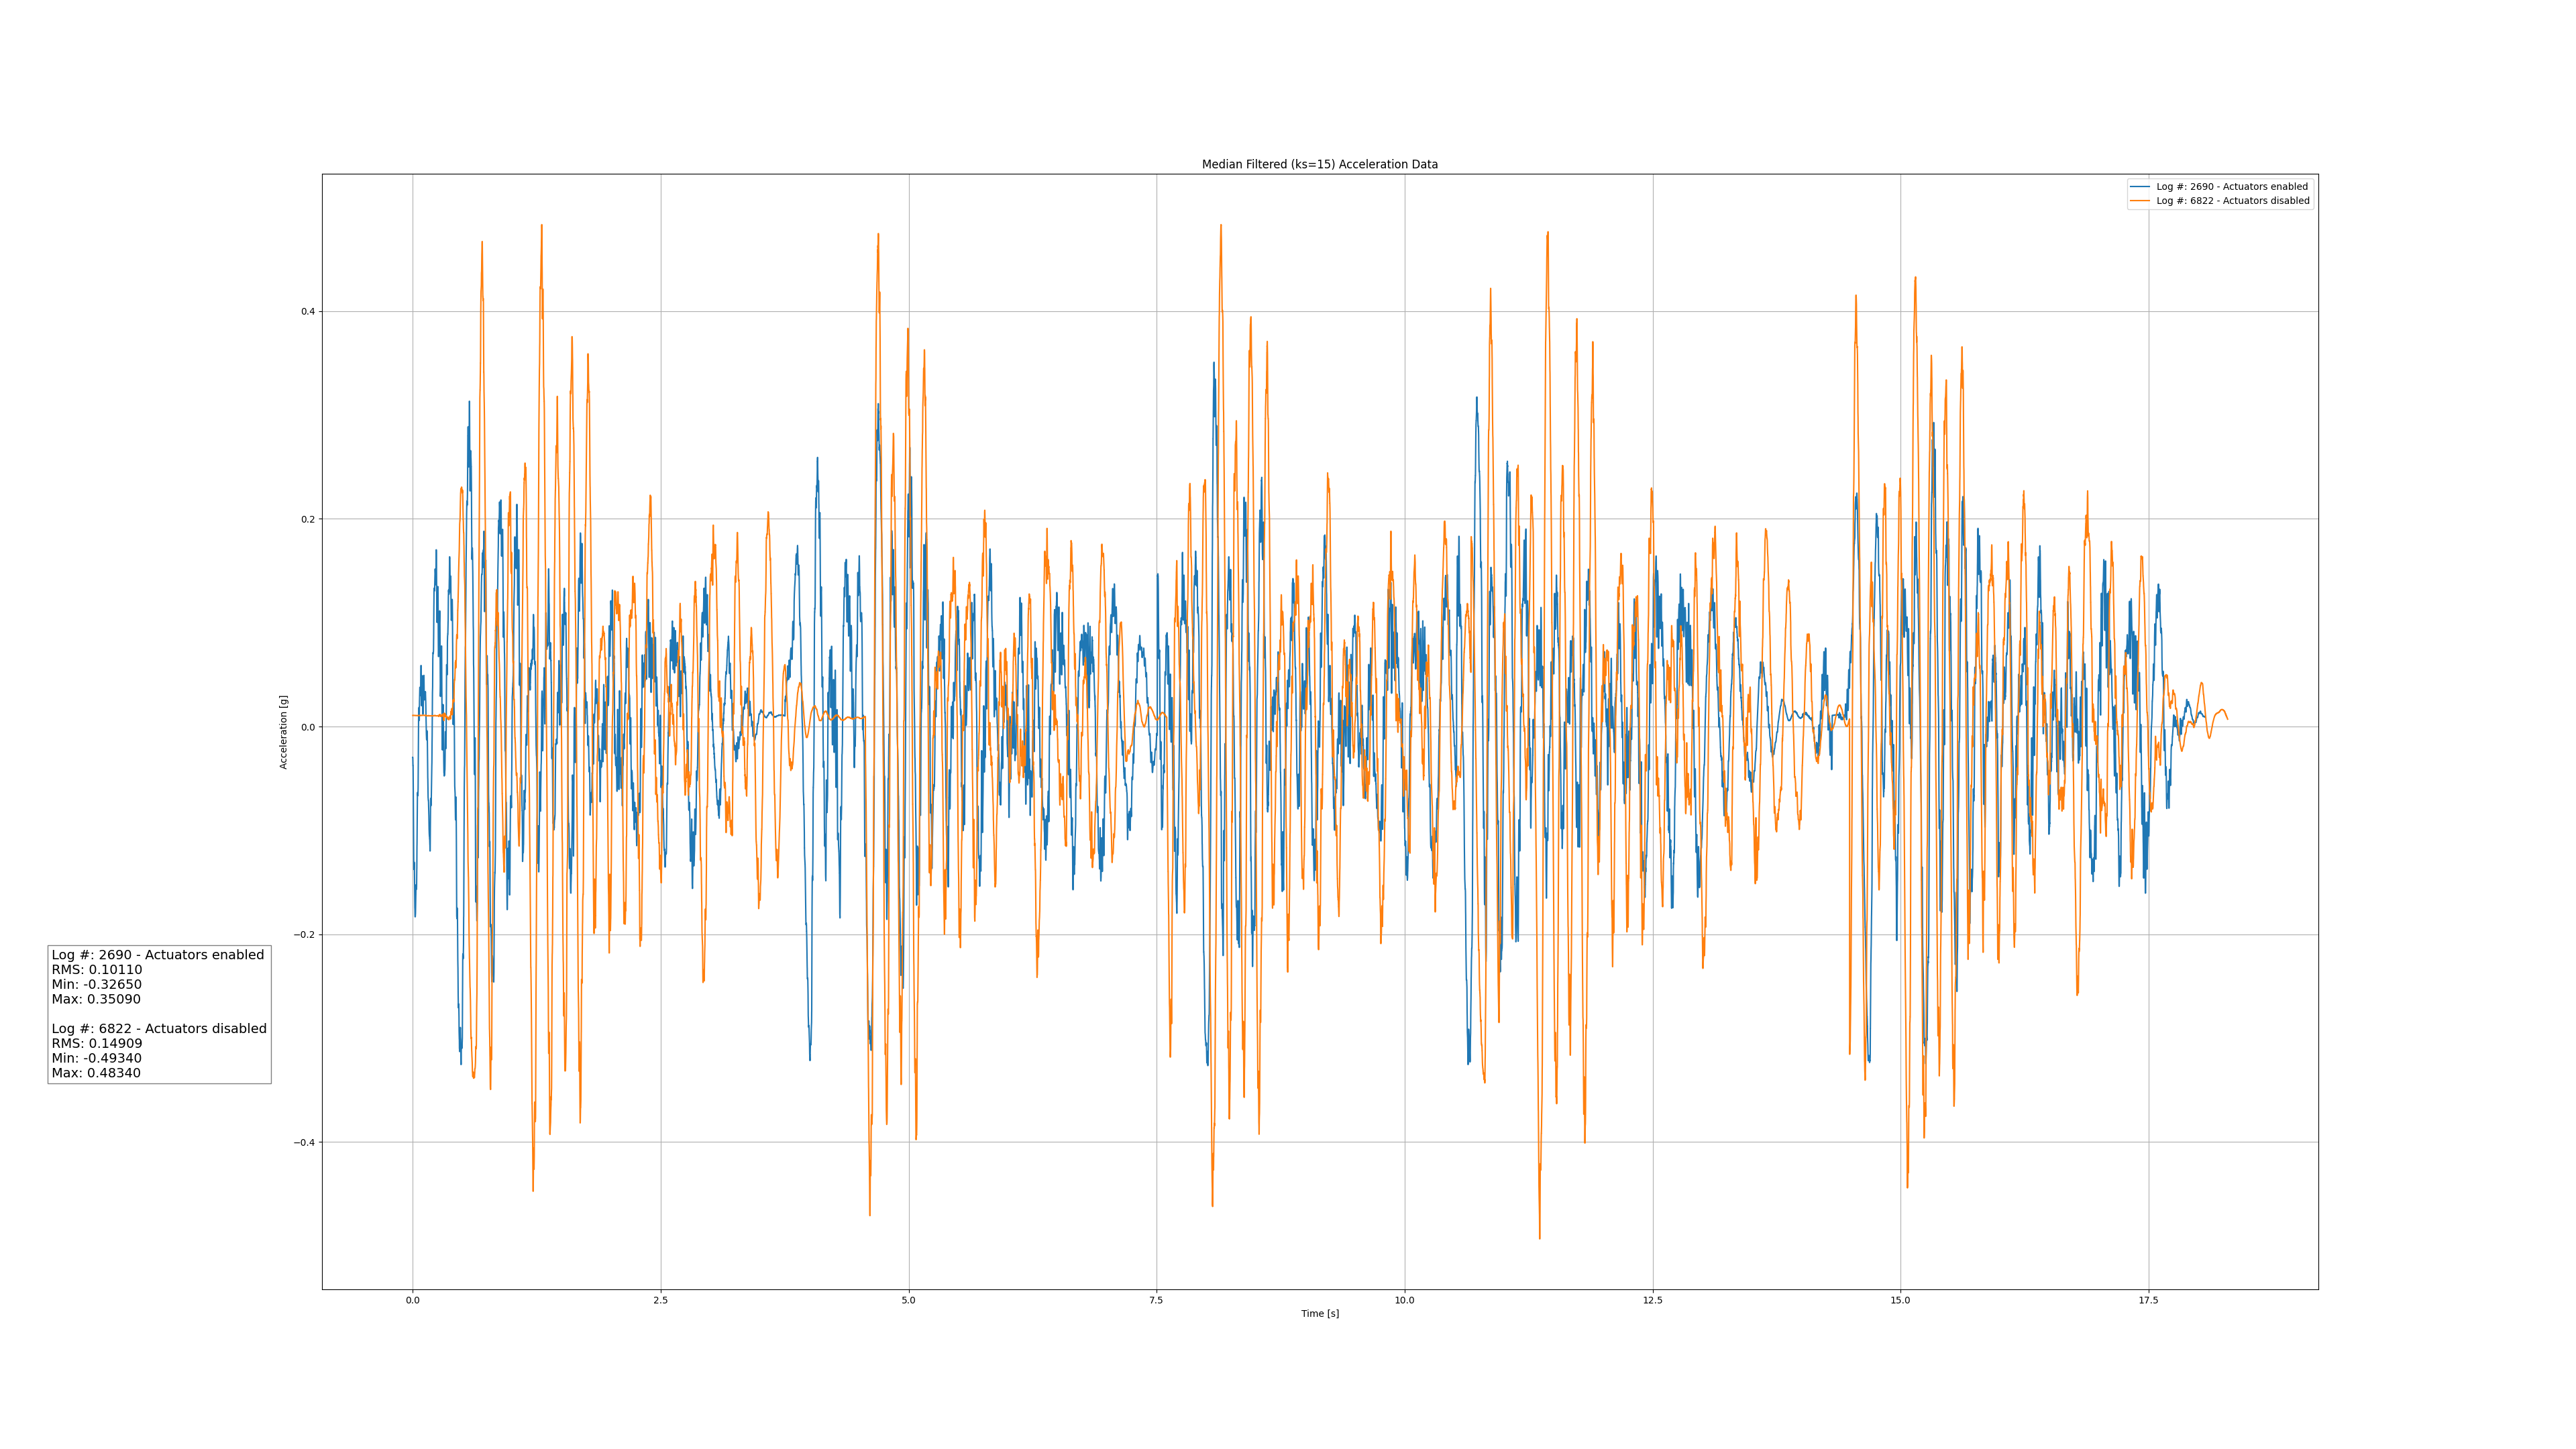 Median Filtered (ks=15) Acceleration Data
Log #: 2690 - Actuators enabled
Log #: 6822 - Actuators disabled
0.4
0.2
0.0
−0.2
−0.4
Acceleration [g]
Log #: 2690 - Actuators enabled
RMS: 0.10110
Min: -0.32650
Max: 0.35090
Log #: 6822 - Actuators disabled
RMS: 0.14909
Min: -0.49340
Max: 0.48340
0.0 2.5 5.0 7.5 10.0 12.5 15.0 17.5
Time [s]